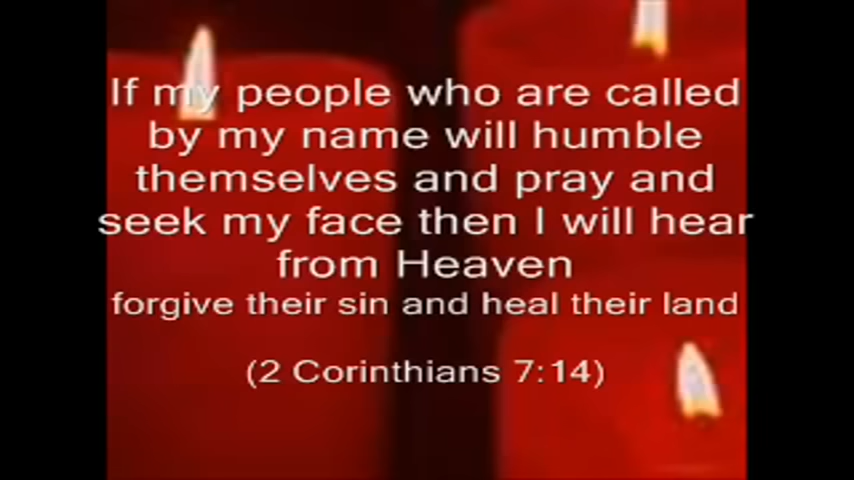 If my people who are called
by my name will humble
themselves and pray and
seek my face then I will hear
from Heaven
forgive their sin and heal their land
(2 Corinthians 7:14)